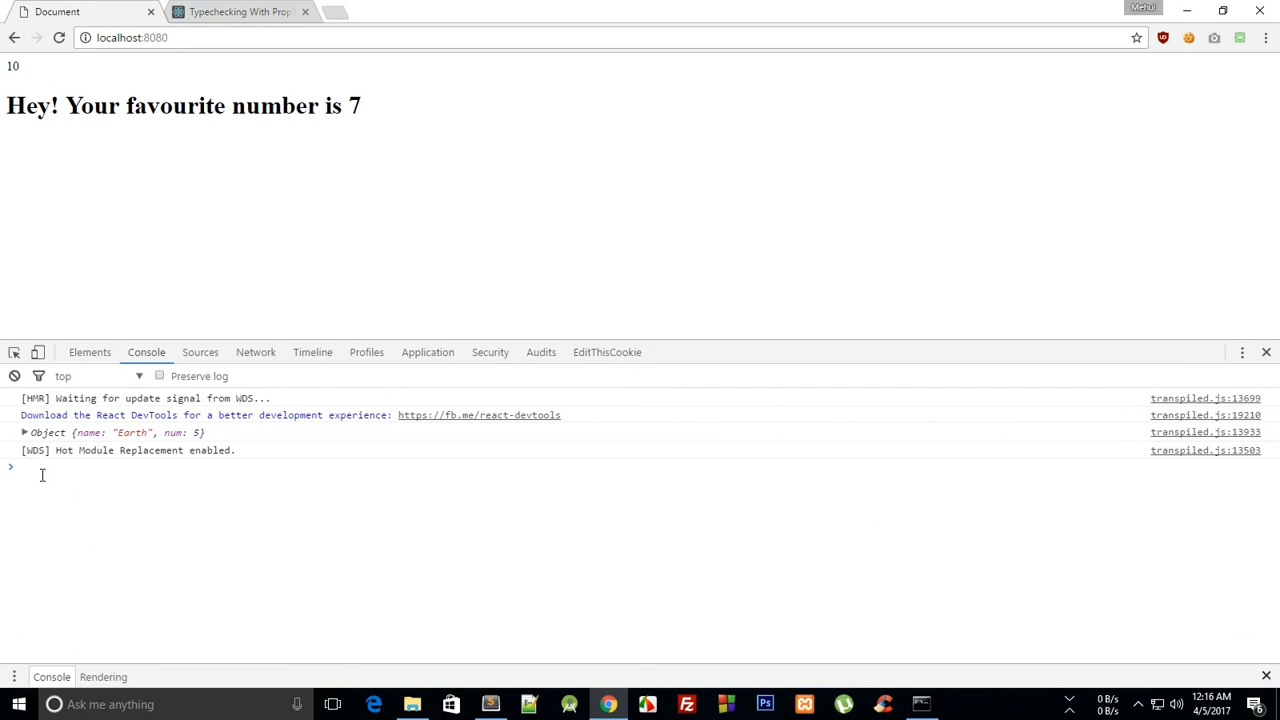 Document
Typechecking With Prop
Mehul
localhost:8080
10
Hey! Your favourite number is 7
Elements Console Sources Network Timeline Profiles Application Security Audits EditThisCookie
top Preserve log
[HMR] Waiting for update signal from WDS... transpiled.js:13699
Download the React DevTools for a better development experience: https://fb.me/react-devtools transpiled.js:19210
Object {name: "Earth", num: 5} transpiled.js:13933
[WDS] Hot Module Replacement enabled. transpiled.js:13503
Console Rendering
Ask me anything
0 B/s
0 B/s
12:16 AM
4/5/2017
6